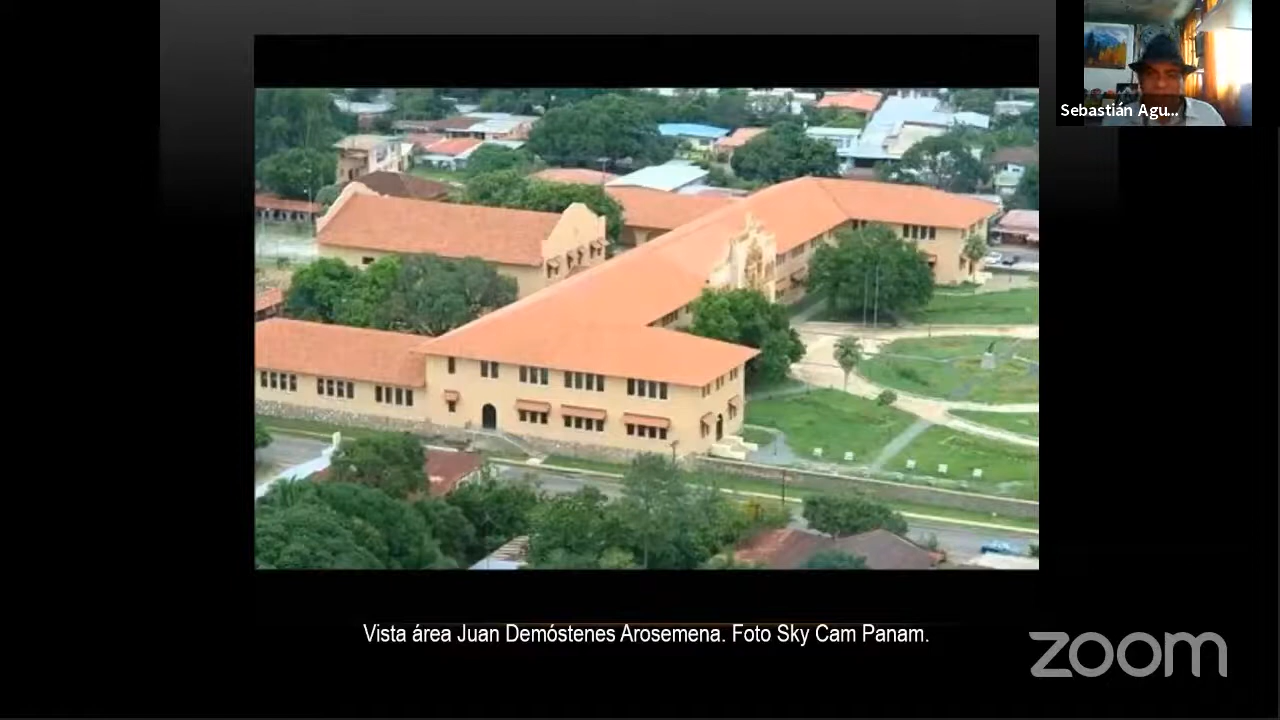 Sebastián Agu...
Vista área Juan Demóstenes Arosemena. Foto Sky Cam Panam.
zoom